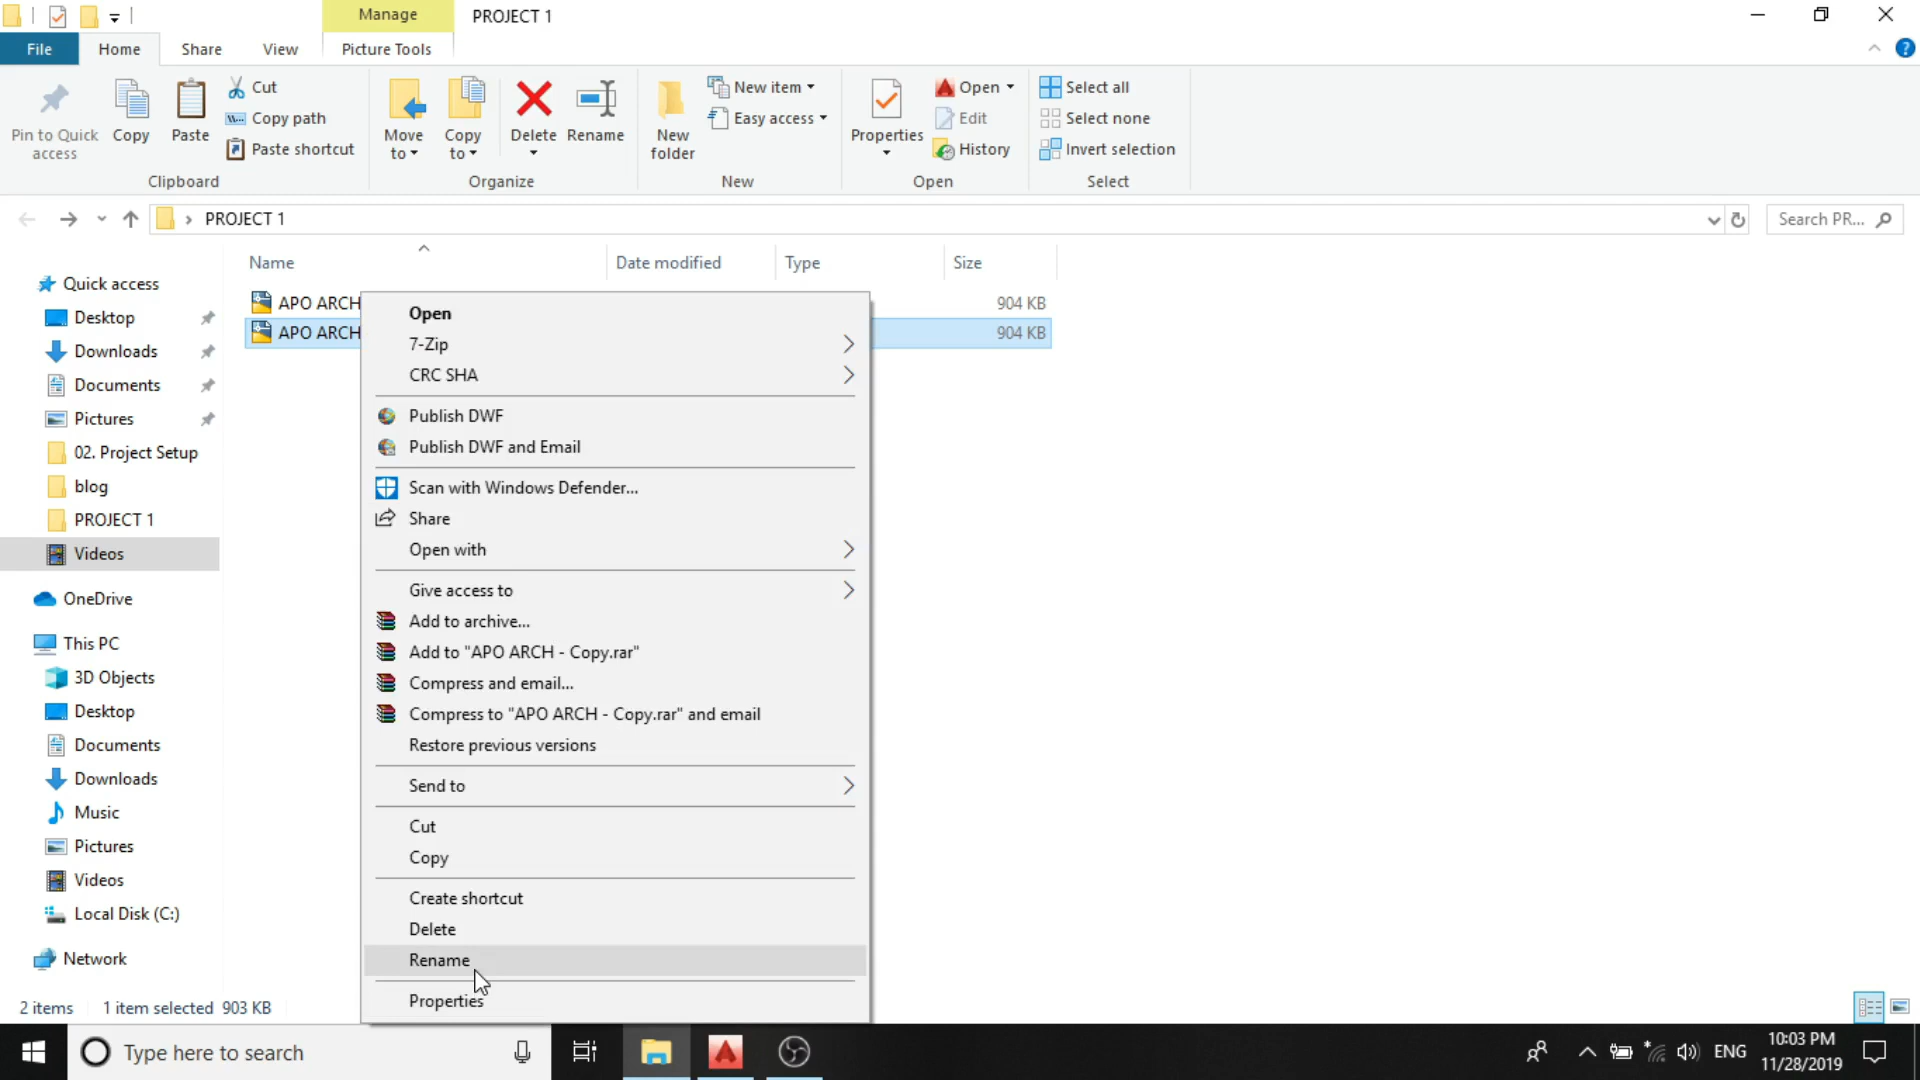 Manage
PROJECT 1
File
Home
Share
View
Picture Tools
Pin to Quick
access
Copy
Paste
Cut
Copy path
Paste shortcut
Clipboard
Move
to
Copy
to
Delete
Rename
Organize
New
folder
New item
Easy access
New
Properties
Open
Edit
History
Open
Select all
Select none
Invert selection
Select
PROJECT 1
Search PR...
Name
Date modified
Type
Size
APO ARCH
904 KB
APO ARCH
904 KB
Quick access
Desktop
Downloads
Documents
Pictures
02. Project Setup
blog
PROJECT 1
Videos
OneDrive
This PC
3D Objects
Desktop
Documents
Downloads
Music
Pictures
Videos
Local Disk (C:)
Network
Open
7-Zip
CRC SHA
Publish DWF
Publish DWF and Email
Scan with Windows Defender...
Share
Open with
Give access to
Add to archive...
Add to "APO ARCH - Copy.rar"
Compress and email...
Compress to "APO ARCH - Copy.rar" and email
Restore previous versions
Send to
Cut
Copy
Create shortcut
Delete
Rename
Properties
2 items
1 item selected 903 KB
Type here to search
ENG
10:03 PM
11/28/2019